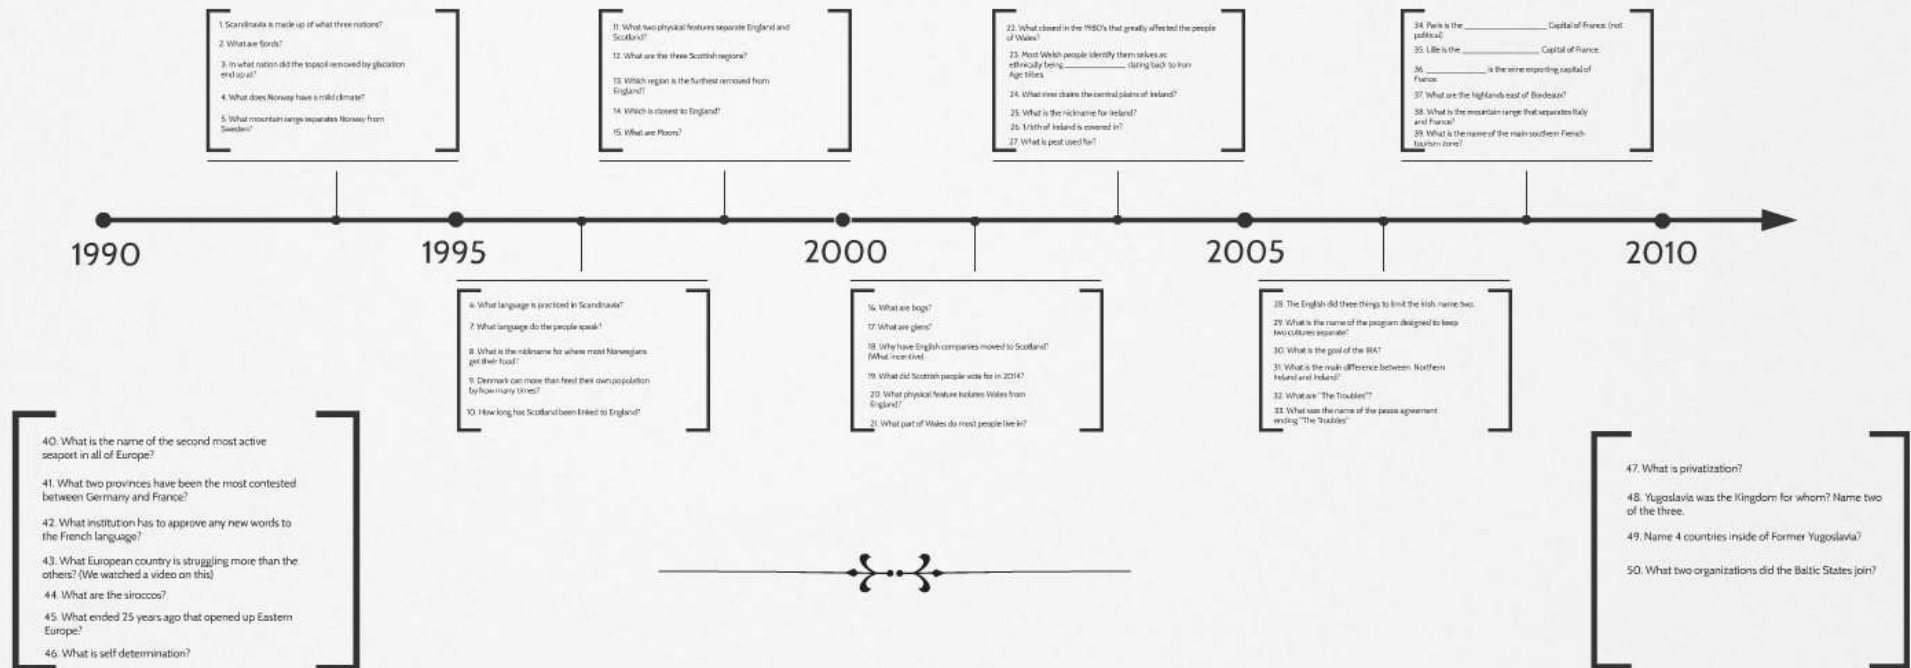 1. Scandinavia is made up of what three nations?
2. What are fjords?
3. In what nation did the topsoil removed by glaciation
end up at?
4. What does Norway have a mild climate?
5. What mountain range separates Norway from
Sweden?
11. What two physical features separate England and
Scotland?
12. What are the three Scottish regions?
13. Which region is the furthest removed from
England?
14. Which is closest to England?
15. What are Moors?
22. What closed in the 1980's that greatly affected the people
of Wales?
23. Most Welsh people identify them selves as
ethnically being ____________ dating back to Iron
Age tribes.
24. What river drains the central plains of Ireland?
25. What is the nickname for Ireland?
26. 1/6th of Ireland is covered in?
27. What is peat used for?
34. Paris is the ____________ Capital of France. (not
political)
35. Lille is the ____________ Capital of France.
36. ____________ is the wine exporting capital of
France.
37. What are the highlands east of Bordeaux?
38. What is the mountain range that separates Italy
and France?
39. What is the name of the main southern French
tourism zone?
1990
1995
2000
2005
2010
6. What language is practiced in Scandinavia?
7. What language do the people speak?
8. What is the nickname for where most Norwegians
get their food?
9. Denmark can more than feed their own population
by how many times?
10. How long has Scotland been linked to England?
16. What are bogs?
17. What are glens?
18. Why have English companies moved to Scotland?
(What incentive)
19. What did Scottish people vote for in 2014?
20. What physical feature isolates Wales from
England?
21. What part of Wales do most people live in?
28. The English did three things to limit the Irish, name two.
29. What is the name of the program designed to keep
two cultures separate?
30. What is the goal of the IRA?
31. What is the main difference between Northern
Ireland and Ireland?
32. What are "The Troubles"?
33. What was the name of the peace agreement
ending "The Troubles"
40. What is the name of the second most active
seaport in all of Europe?
41. What two provinces have been the most contested
between Germany and France?
42. What institution has to approve any new words to
the French language?
43. What European country is struggling more than the
others? (We watched a video on this)
44. What are the siroccos?
45. What ended 25 years ago that opened up Eastern
Europe?
46. What is self determination?
47. What is privatization?
48. Yugoslavia was the Kingdom for whom? Name two
of the three.
49. Name 4 countries inside of Former Yugoslavia?
50. What two organizations did the Baltic States join?